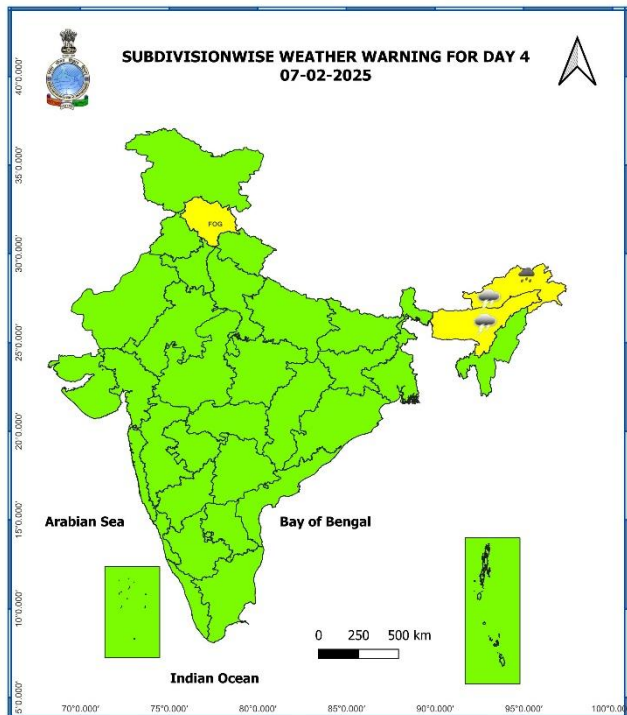 SUBDIVISIONWISE WEATHER WARNING FOR DAY 4
07-02-2025
40°0.000'
35°0.000'
30°0.000'
25°0.000'
20°0.000'
15°0.000'
10°0.000'
5°0.000'
FOG
Arabian Sea
Bay of Bengal
0 250 500 km
Indian Ocean
70°0.000' 75°0.000' 80°0.000' 85°0.000' 90°0.000' 95°0.000' 100°0.00